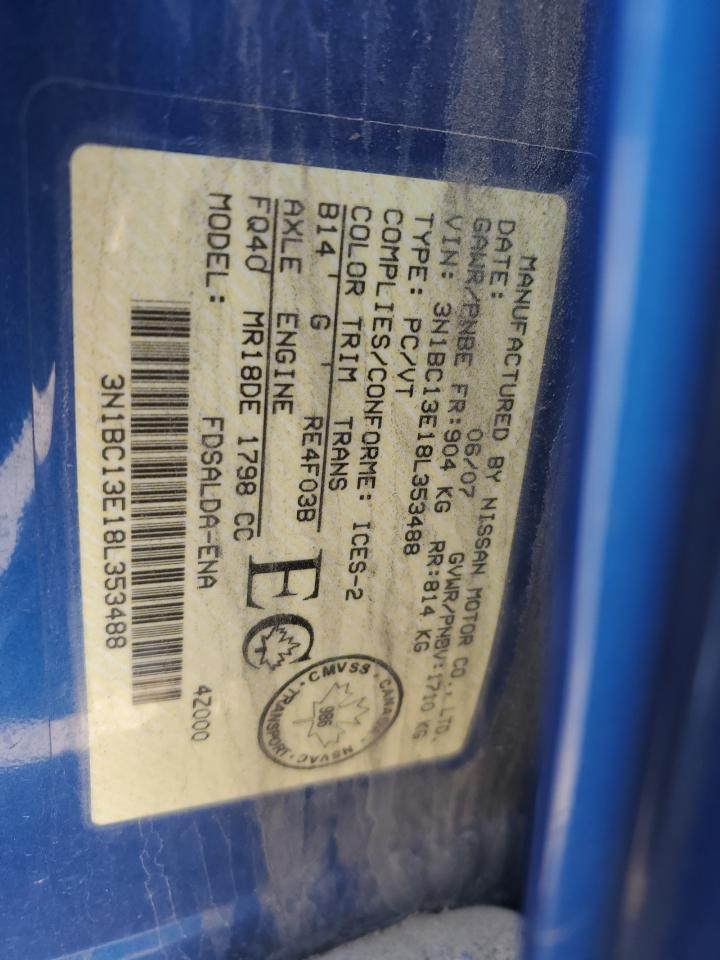 MANUFACTURED BY NISSAN MOTOR CO., LTD.
DATE: 06/07 GVWR/PNBV:1710 KG
GAWR/PNBE FR:904 KG RR:814 KG
VIN: 3N1BC13E18L353488
TYPE: PC/VT
COMPLIES/CONFORME: ICES-2
COLOR TRIM TRANS
B14 G RE4F03B
AXLE ENGINE
FQ40 MR18DE 1798 CC
MODEL: FDSALDA-ENA
3N1BC13E18L353488
4Z000
EC
CMVSS · CANADA · NSVAC · TRANSPORT ·
986